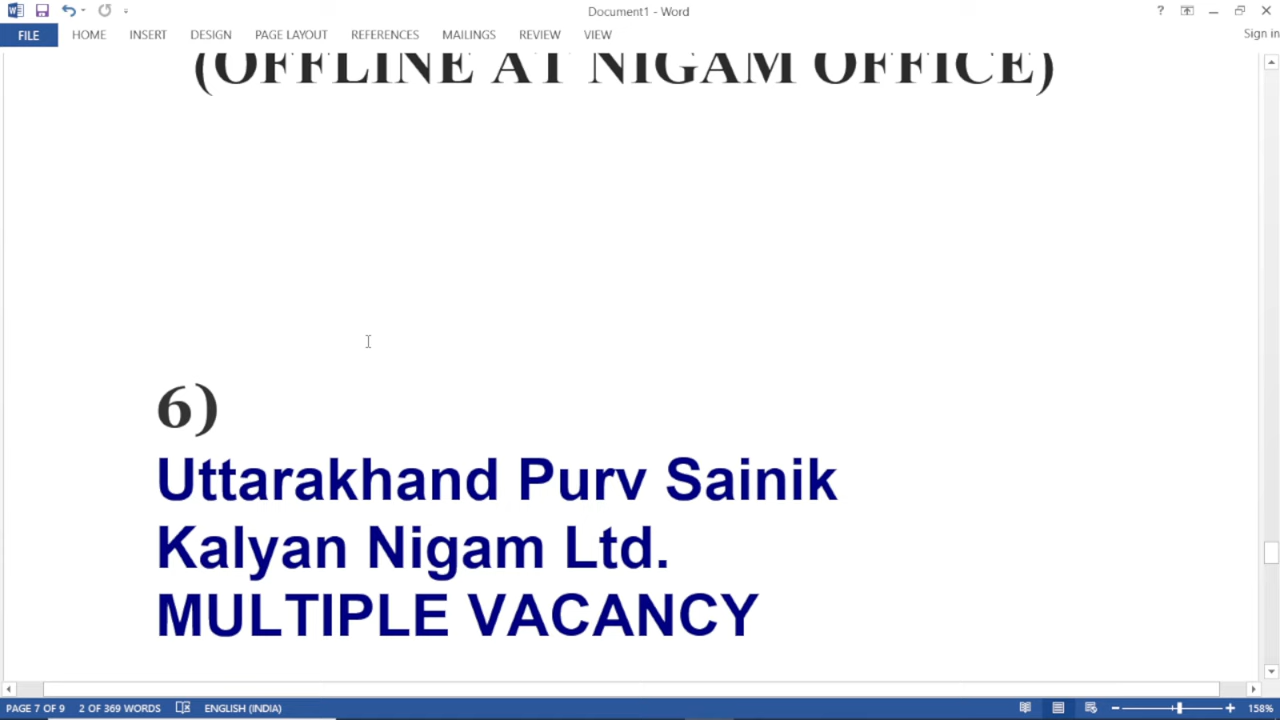 Document1 - Word
?
Sign in
FILE HOME INSERT DESIGN PAGE LAYOUT REFERENCES MAILINGS REVIEW VIEW
(OFFLINE AT NIGAM OFFICE)
6)
Uttarakhand Purv Sainik
Kalyan Nigam Ltd.
MULTIPLE VACANCY
PAGE 7 OF 9 2 OF 369 WORDS ENGLISH (INDIA) 158%